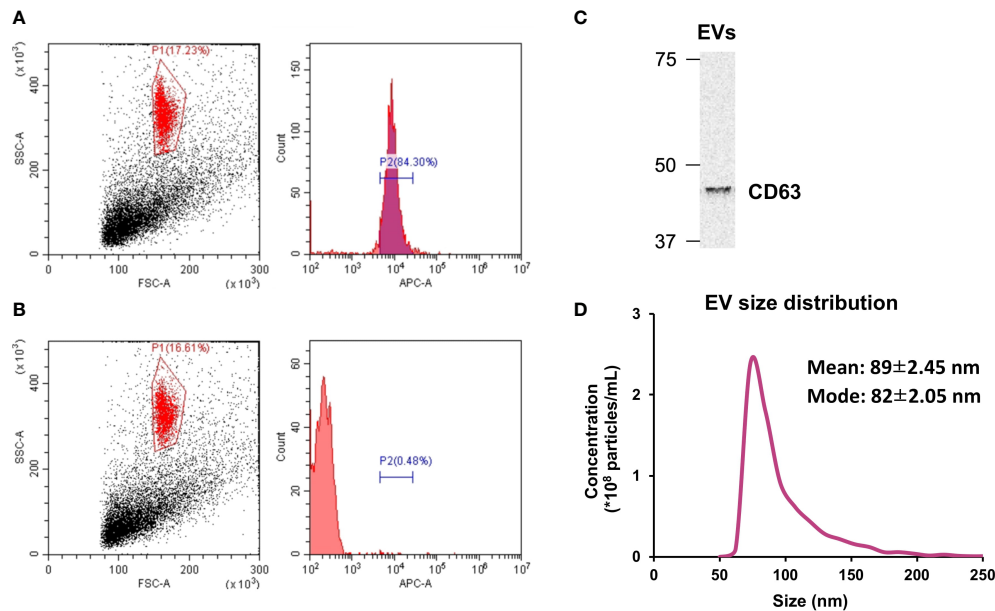 A
P1(17.23%)
(x 10³)
SSC-A
400
200
0
0
100
200
300
FSC-A
(x 10³)
Count
150
100
50
0
P2(84.30%)
10²
10³
10⁴
10⁵
10⁶
10⁷
APC-A
B
P1(16.61%)
(x 10³)
SSC-A
400
200
0
0
100
200
300
FSC-A
(x 10³)
Count
60
40
20
0
P2(0.48%)
10²
10³
10⁴
10⁵
10⁶
10⁷
APC-A
C
EVs
75
50
CD63
37
D
EV size distribution
Mean: 89±2.45 nm
Mode: 82±2.05 nm
Concentration
(*10⁸ particles/mL)
3
2
1
0
0
50
100
150
200
250
Size (nm)